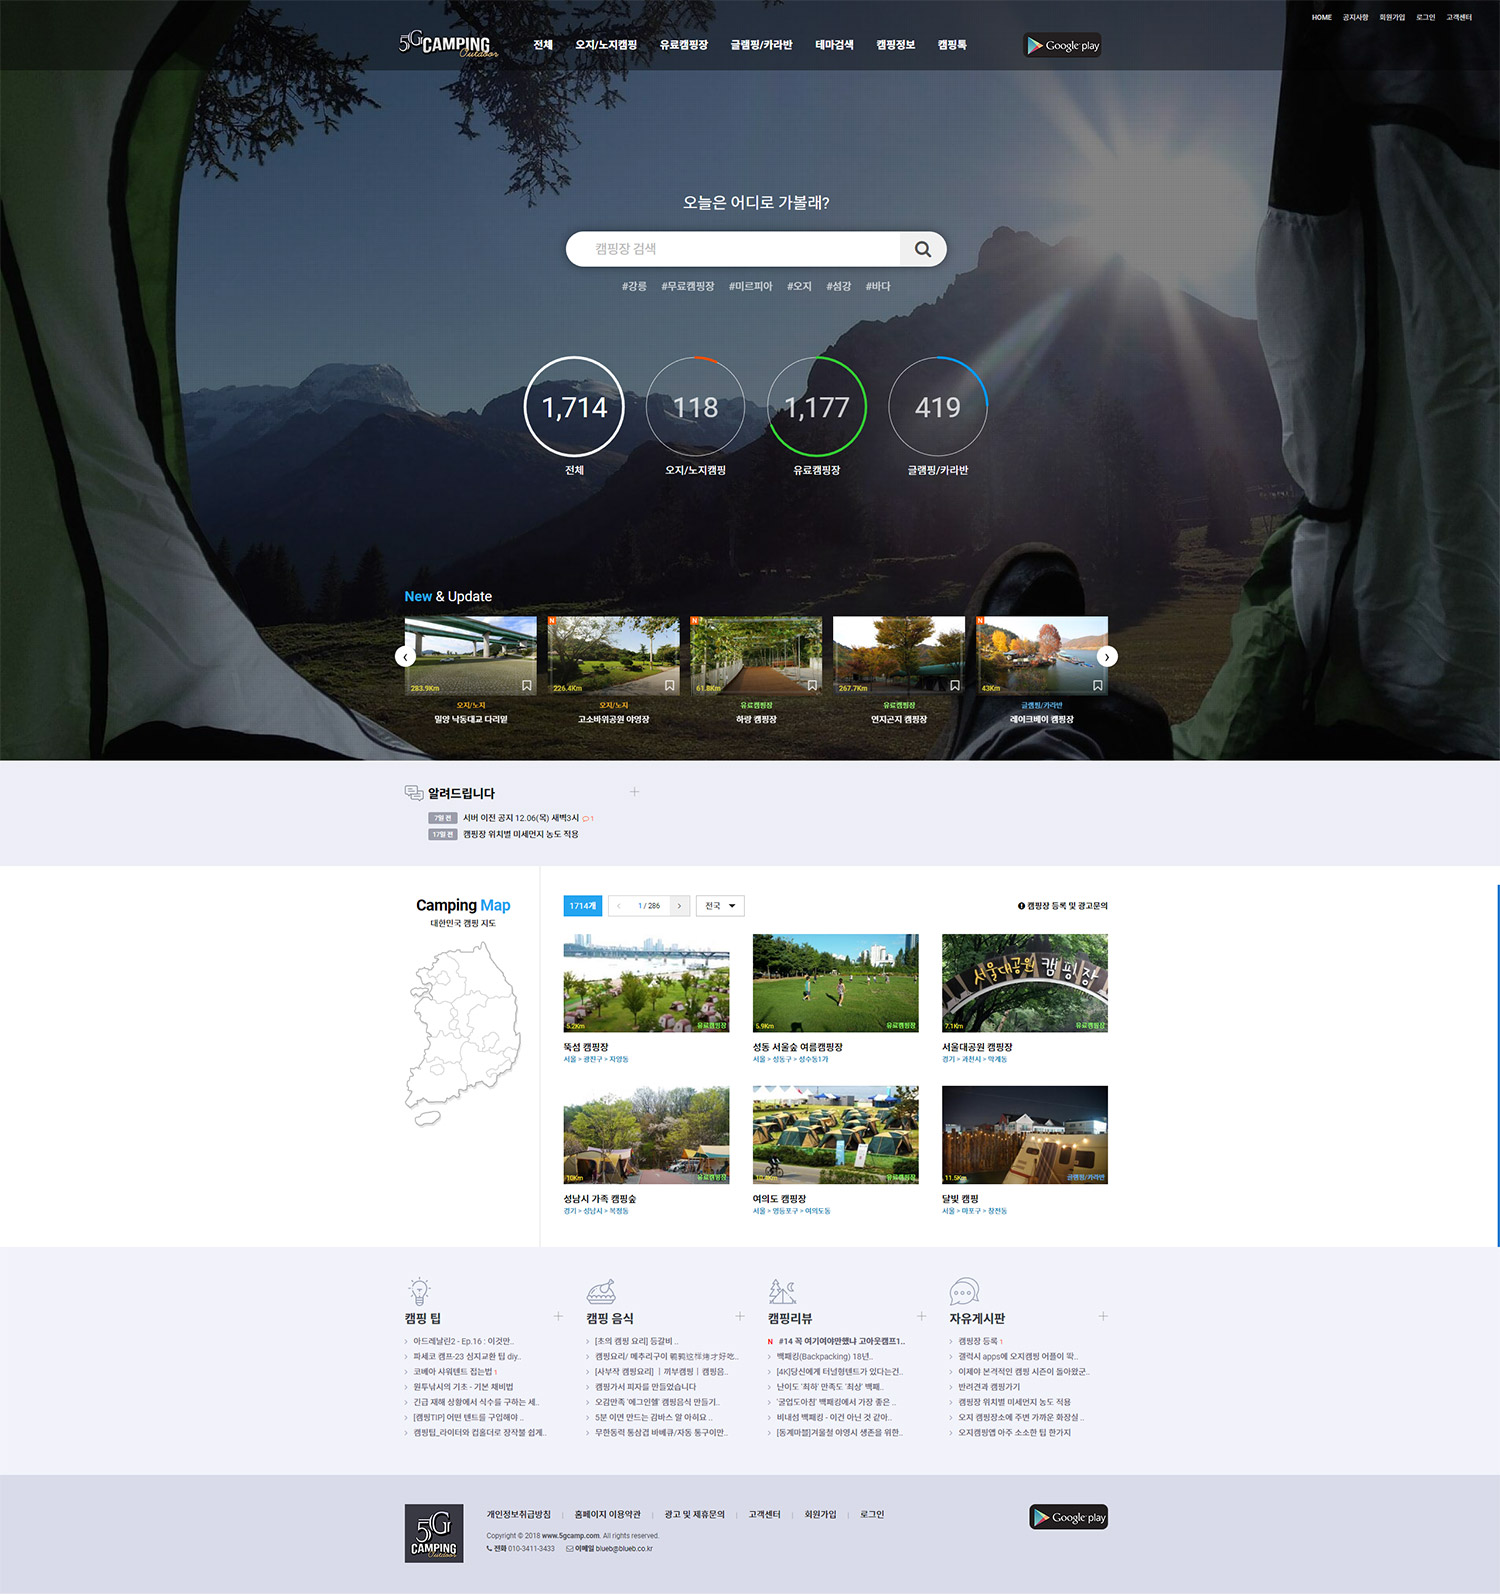 HOME 공지사항 회원가입 로그인 고객센터
5G CAMPING Outdoor
전체 오지/노지캠핑 유료캠핑장 글램핑/카라반 테마검색 캠핑정보 캠핑톡
Google play
오늘은 어디로 가볼래?
캠핑장 검색
#강릉 #무료캠핑장 #미르피아 #오지 #섬강 #바다
1,714 118 1,177 419
전체 오지/노지캠핑 유료캠핑장 글램핑/카라반
New & Update
N N N
283.9Km 226.4Km 61.8Km 267.7Km 43Km
오지/노지 오지/노지 유료캠핑장 유료캠핑장 글램핑/카라반
밀양 낙동대교 다리밑 고소바위공원 야영장 하랑 캠핑장 연지곤지 캠핑장 레이크베이 캠핑장
알려드립니다
7일 전 시버 이전 공지 12.06(목) 새벽3시 1
17일 전 캠핑장 위치별 미세먼지 농도 적용
Camping Map
대한민국 캠핑 지도
1714개 < 1 / 286 > 전국
캠핑장 등록 및 광고문의
서울대공원 캠핑장
5.2Km 유료캠핑장 5.9Km 유료캠핑장 7.1Km 유료캠핑장
뚝섬 캠핑장 성동 서울숲 여름캠핑장 서울대공원 캠핑장
서울 > 광진구 > 자양동 서울 > 성동구 > 성수동1가 경기 > 과천시 > 막계동
10Km 유료캠핑장 10.8Km 유료캠핑장 11.5Km 글램핑/카라반
성남시 가족 캠핑숲 여의도 캠핑장 달빛 캠핑
경기 > 성남시 > 복정동 서울 > 영등포구 > 여의도동 서울 > 마포구 > 창전동
캠핑 팁
아드레날린2 - Ep.16 : 이것만..
파세코 캠프-23 심지교환 팁 diy..
코베아 샤워텐트 접는법 1
원투낚시의 기초 - 기본 채비법
긴급 재해 상황에서 식수를 구하는 세..
[캠핑TIP] 어떤 텐트를 구입해야 ..
캠핑팁_라이터와 컵홀더로 장작불 쉽게..
캠핑 음식
[초의 캠핑 요리] 등갈비 ..
캠핑요리/ 메추리구이 鹌鹑这样烤才好吃..
[사부작 캠핑요리] | 꺼부캠핑 | 캠핑음..
캠핑가서 피자를 만들었습니다
오감만족 '에그인헬' 캠핑음식 만들기..
5분 이면 만드는 감바스 알 아히요 ..
무한동력 통삼겹 바베큐/자동 통구이만..
캠핑리뷰
N #14 꼭 여기여야만했냐 고아웃캠프1..
백패킹(Backpacking) 18년..
[4K]당신에게 터널형텐트가 있다는건..
난이도 '최하' 만족도 '최상' 백패..
'굴업도아침' 백패킹에서 가장 좋은 ..
비내섬 백패킹 - 이건 아닌 것 같아..
[동계마블]겨울철 야영시 생존을 위한..
자유게시판
캠핑장 등록 1
갤럭시 apps에 오지캠핑 어플이 딱..
이제야 본격적인 캠핑 시즌이 돌아왔군..
반려견과 캠핑가기
캠핑장 위치별 미세먼지 농도 적용
오지 캠핑장소에 주변 가까운 화장실 ..
오지캠핑앱 아주 소소한 팁 한가지
5G CAMPING Outdoor
개인정보취급방침 | 홈페이지 이용약관 | 광고 및 제휴문의 | 고객센터 | 회원가입 | 로그인
Copyright © 2018 www.5gcamp.com. All rights reserved.
전화 010-3411-3433 이메일 blueb@blueb.co.kr
Google play